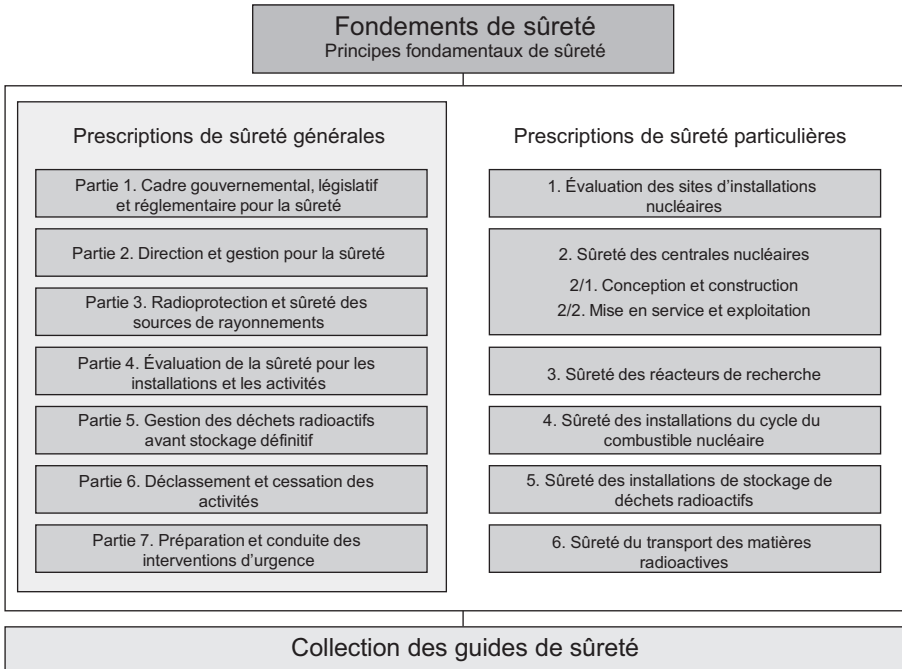 Fondements de sûreté
Principes fondamentaux de sûreté
Prescriptions de sûreté générales
Partie 1. Cadre gouvernemental, législatif
et réglementaire pour la sûreté
Partie 2. Direction et gestion pour la sûreté
Partie 3. Radioprotection et sûreté des
sources de rayonnements
Partie 4. Évaluation de la sûreté pour les
installations et les activités
Partie 5. Gestion des déchets radioactifs
avant stockage définitif
Partie 6. Déclassement et cessation des
activités
Partie 7. Préparation et conduite des
interventions d’urgence
Prescriptions de sûreté particulières
1. Évaluation des sites d’installations
nucléaires
2. Sûreté des centrales nucléaires
2/1. Conception et construction
2/2. Mise en service et exploitation
3. Sûreté des réacteurs de recherche
4. Sûreté des installations du cycle du
combustible nucléaire
5. Sûreté des installations de stockage de
déchets radioactifs
6. Sûreté du transport des matières
radioactives
Collection des guides de sûreté